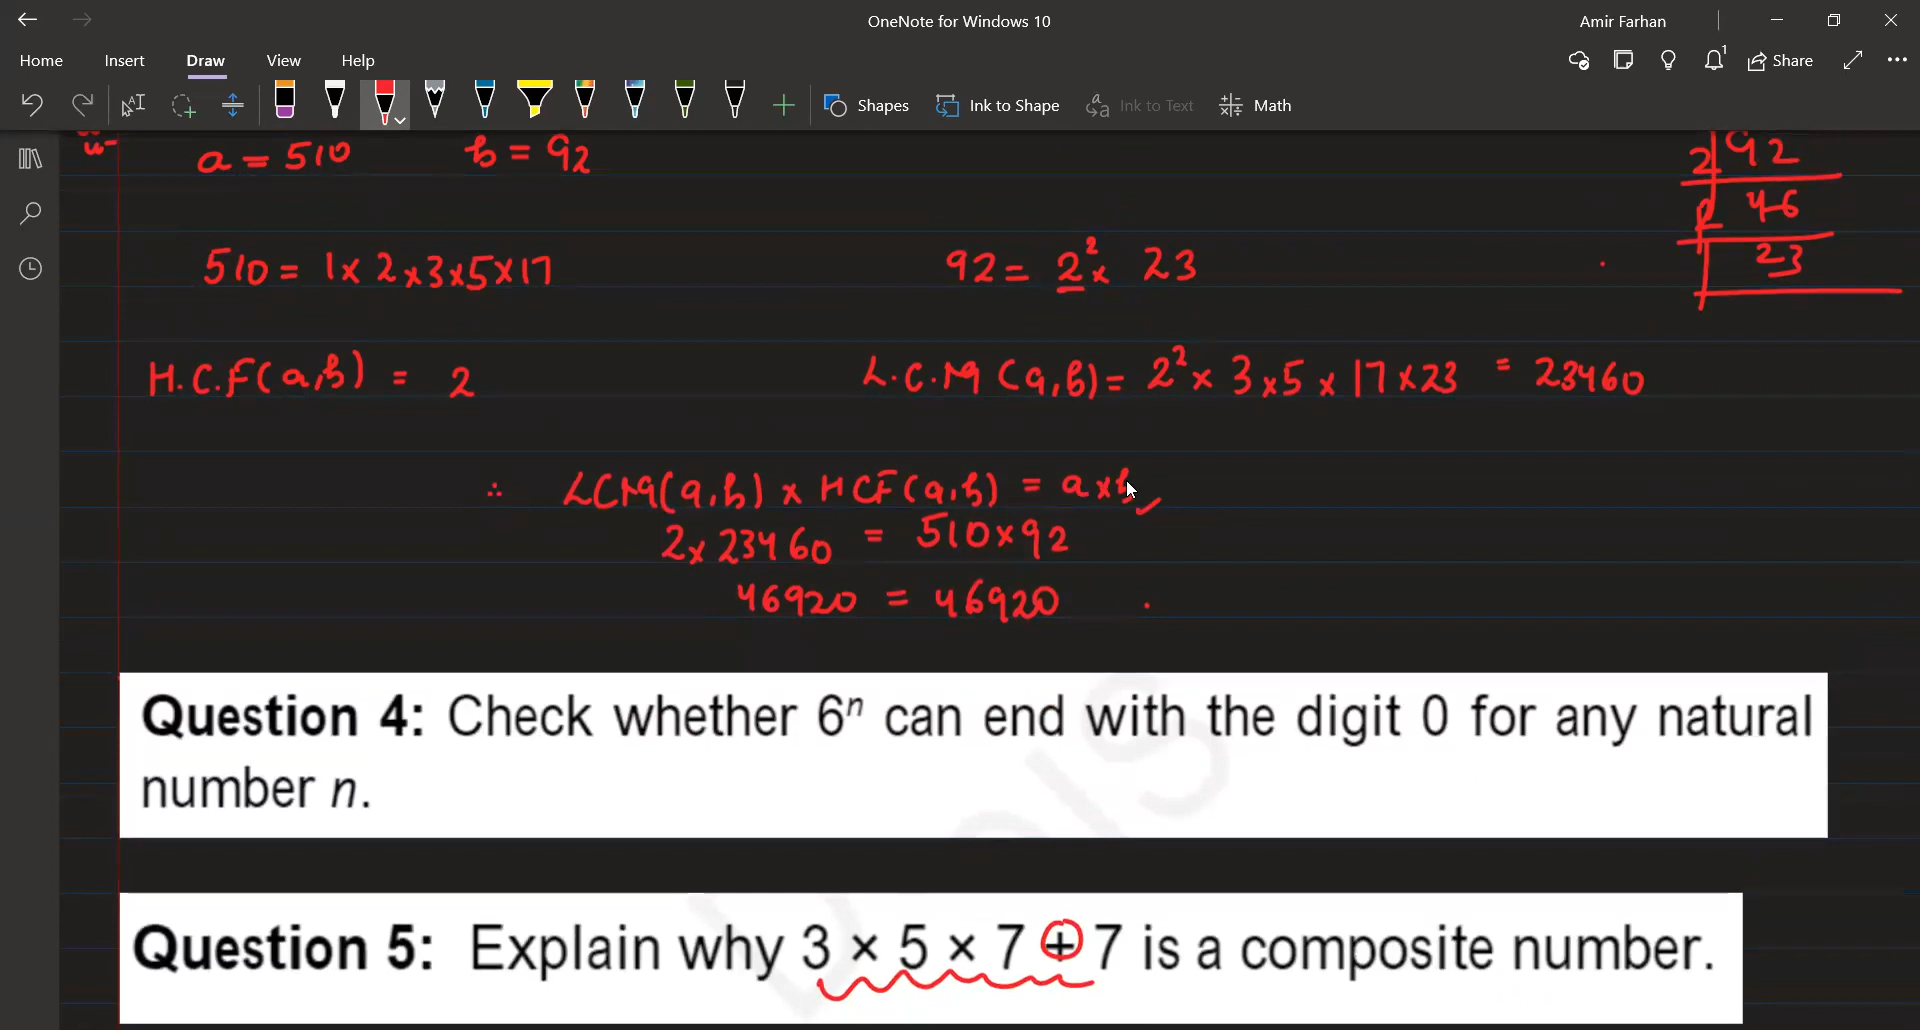 OneNote for Windows 10
Amir Farhan
Home Insert Draw View Help
1
Share
Shapes Ink to Shape Ink to Text Math
a = 510 b = 92
2 92
2 46
23
510 = 1 × 2 × 3 × 5 × 17
92 = 2² × 23
H.C.F(a,b) = 2
L.C.M (a,b) = 2² × 3 × 5 × 17 × 23 = 23460
∴ LCM(a,b) × HCF(a,b) = a × b
2 × 23460 = 510 × 92
46920 = 46920 .
Question 4: Check whether 6ⁿ can end with the digit 0 for any natural
number n.
Question 5: Explain why 3 × 5 × 7 + 7 is a composite number.